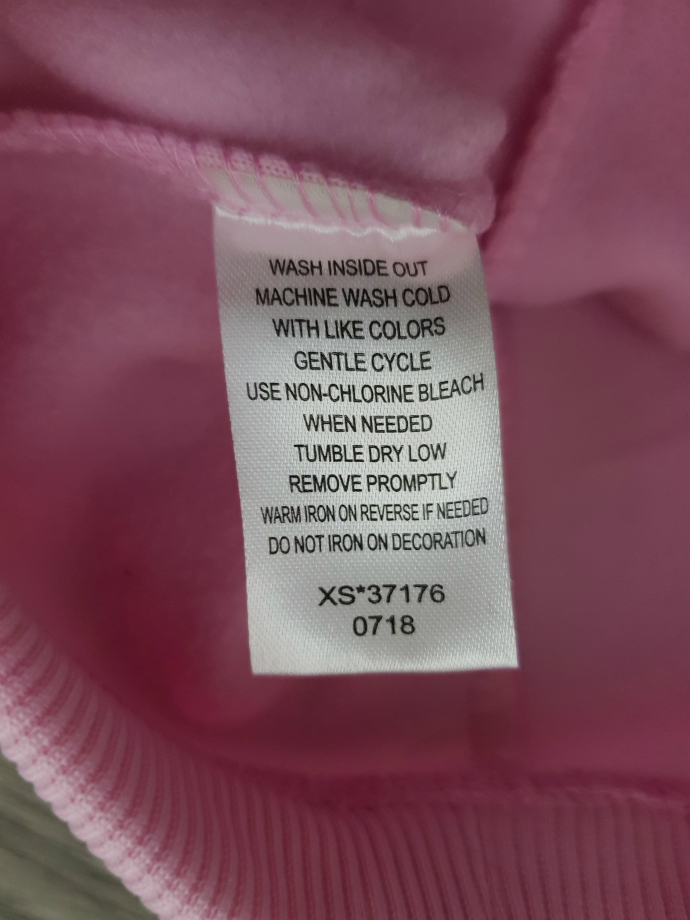 WASH INSIDE OUT
MACHINE WASH COLD
WITH LIKE COLORS
GENTLE CYCLE
USE NON-CHLORINE BLEACH
WHEN NEEDED
TUMBLE DRY LOW
REMOVE PROMPTLY
WARM IRON ON REVERSE IF NEEDED
DO NOT IRON ON DECORATION
XS*37176
0718